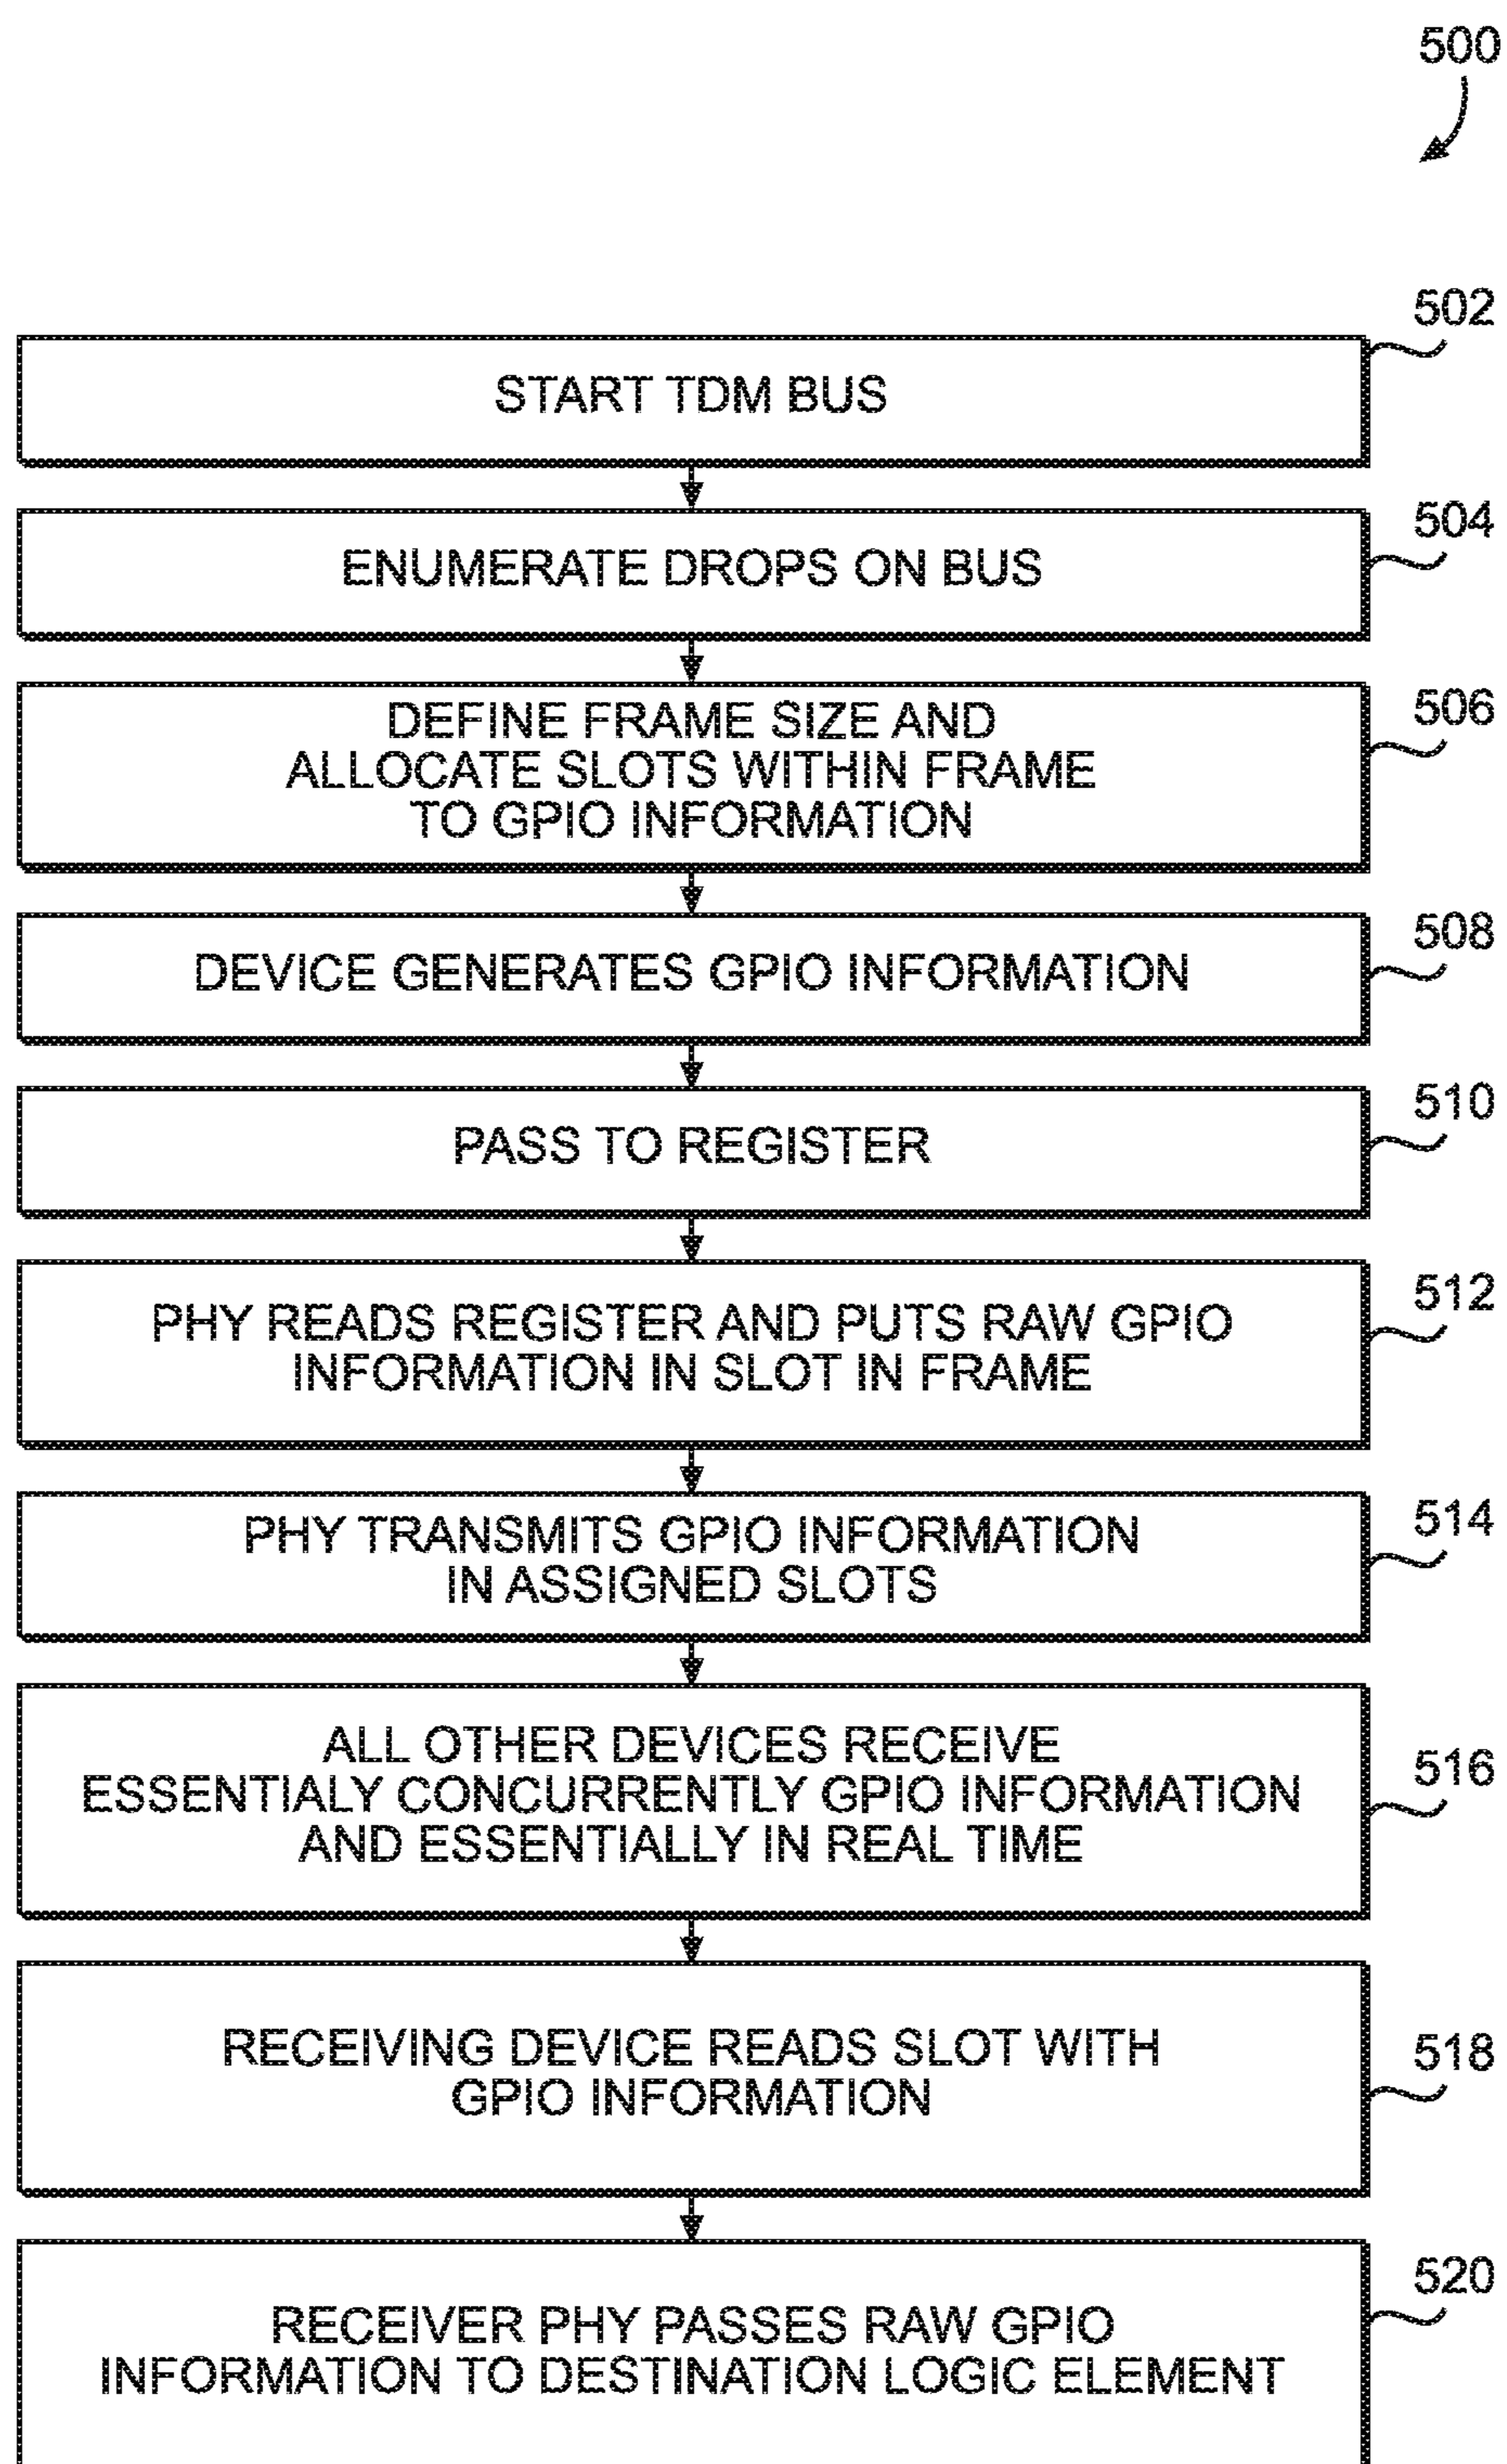 500
502
START TDM BUS
504
ENUMERATE DROPS ON BUS
506
DEFINE FRAME SIZE AND
ALLOCATE SLOTS WITHIN FRAME
TO GPIO INFORMATION
508
DEVICE GENERATES GPIO INFORMATION
510
PASS TO REGISTER
512
PHY READS REGISTER AND PUTS RAW GPIO
INFORMATION IN SLOT IN FRAME
514
PHY TRANSMITS GPIO INFORMATION
IN ASSIGNED SLOTS
516
ALL OTHER DEVICES RECEIVE
ESSENTIALY CONCURRENTLY GPIO INFORMATION
AND ESSENTIALLY IN REAL TIME
518
RECEIVING DEVICE READS SLOT WITH
GPIO INFORMATION
520
RECEIVER PHY PASSES RAW GPIO
INFORMATION TO DESTINATION LOGIC ELEMENT